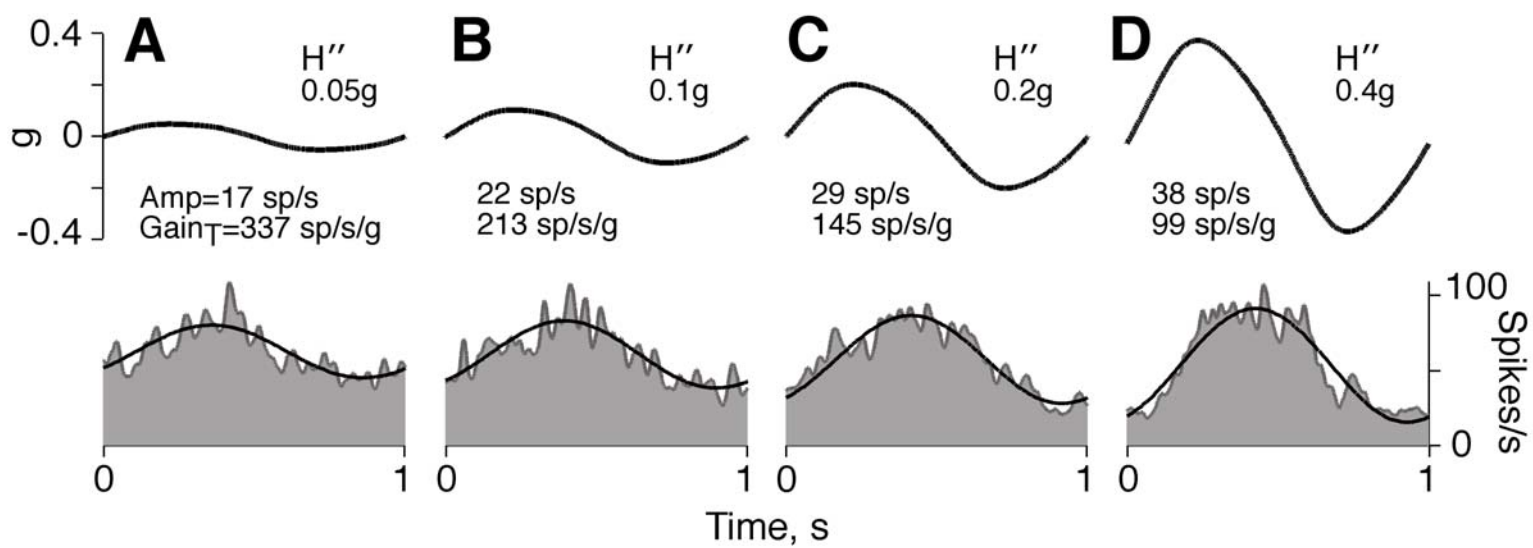 A
B
C
D
0.4
0
-0.4
g
H′′
0.05g
H′′
0.1g
H′′
0.2g
H′′
0.4g
Amp=17 sp/s
GainT=337 sp/s/g
22 sp/s
213 sp/s/g
29 sp/s
145 sp/s/g
38 sp/s
99 sp/s/g
100
0
Spikes/s
0 1
0 1
0 1
0 1
Time, s